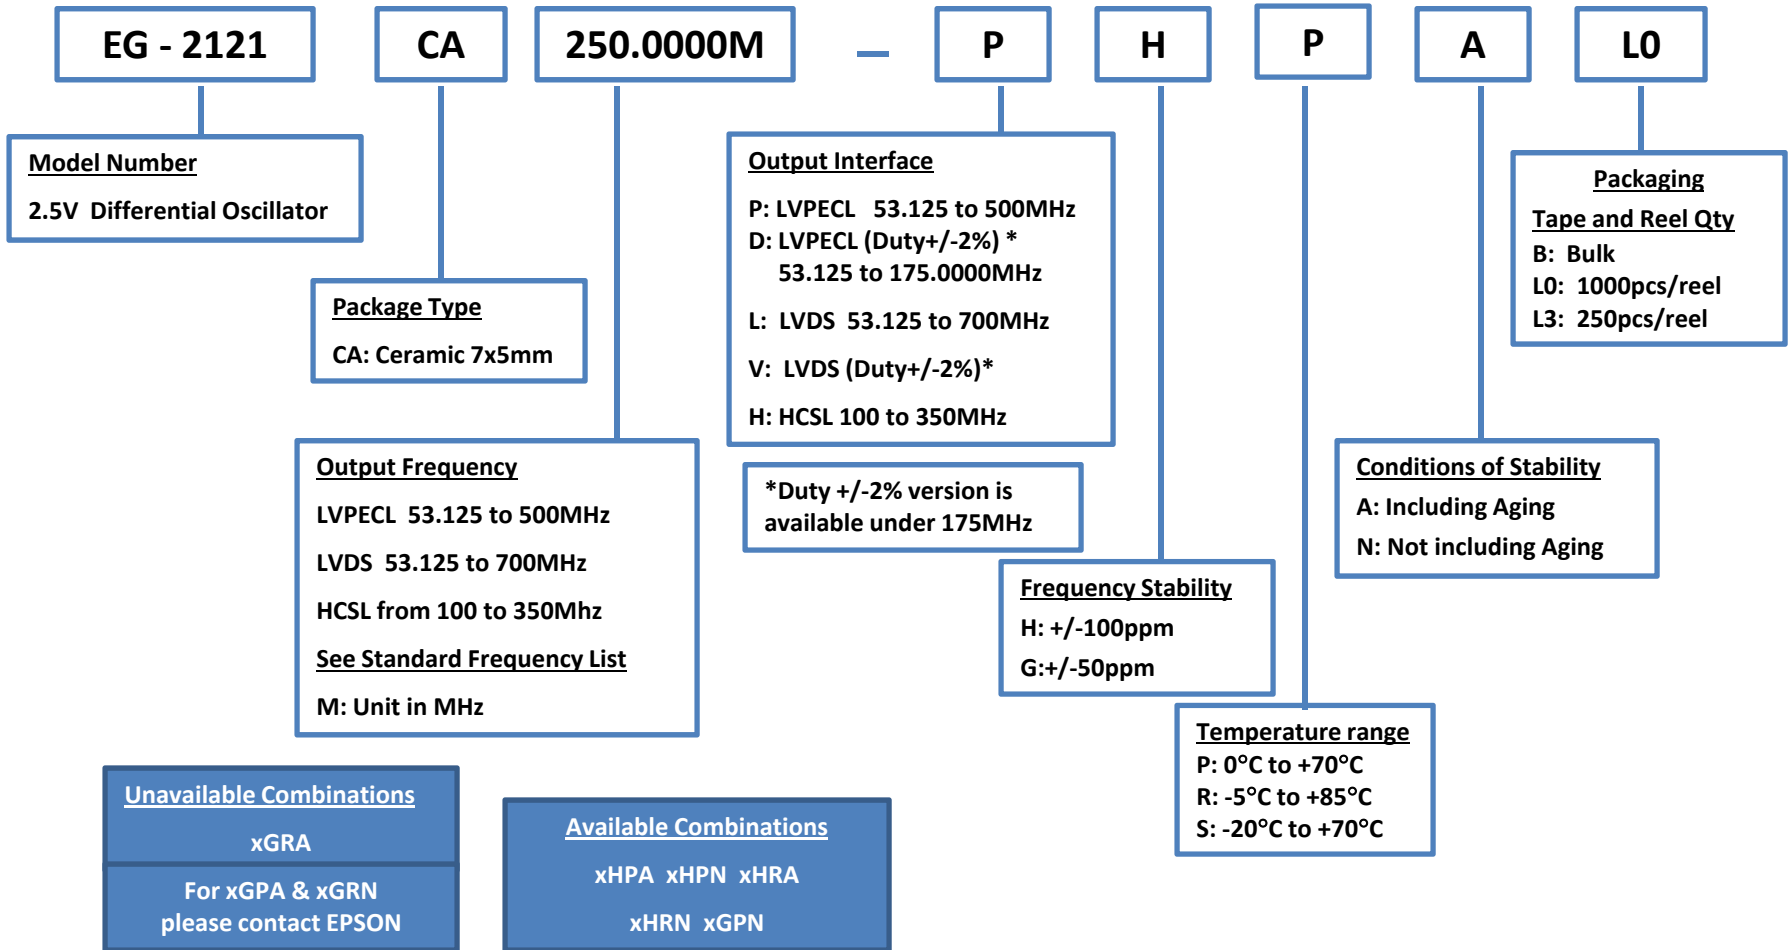 EG - 2121 CA 250.0000M – P H P A L0
Model Number
2.5V Differential Oscillator
Package Type
CA: Ceramic 7x5mm
Output Frequency
LVPECL 53.125 to 500MHz
LVDS 53.125 to 700MHz
HCSL from 100 to 350Mhz
See Standard Frequency List
M: Unit in MHz
Output Interface
P: LVPECL 53.125 to 500MHz
D: LVPECL (Duty+/-2%) *
53.125 to 175.0000MHz
L: LVDS 53.125 to 700MHz
V: LVDS (Duty+/-2%)*
H: HCSL 100 to 350MHz
*Duty +/-2% version is
available under 175MHz
Frequency Stability
H: +/-100ppm
G:+/-50ppm
Temperature range
P: 0°C to +70°C
R: -5°C to +85°C
S: -20°C to +70°C
Conditions of Stability
A: Including Aging
N: Not including Aging
Packaging
Tape and Reel Qty
B: Bulk
L0: 1000pcs/reel
L3: 250pcs/reel
Unavailable Combinations
xGRA
For xGPA & xGRN
please contact EPSON
Available Combinations
xHPA xHPN xHRA
xHRN xGPN